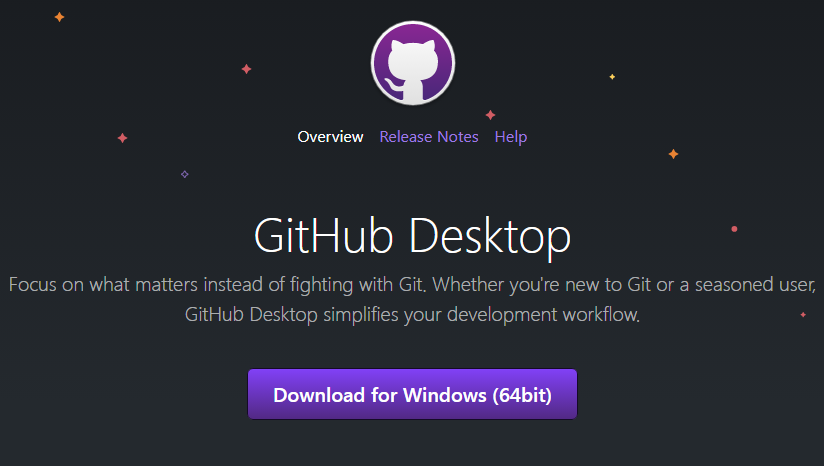 Overview Release Notes Help
GitHub Desktop
Focus on what matters instead of fighting with Git. Whether you're new to Git or a seasoned user,
GitHub Desktop simplifies your development workflow.
Download for Windows (64bit)